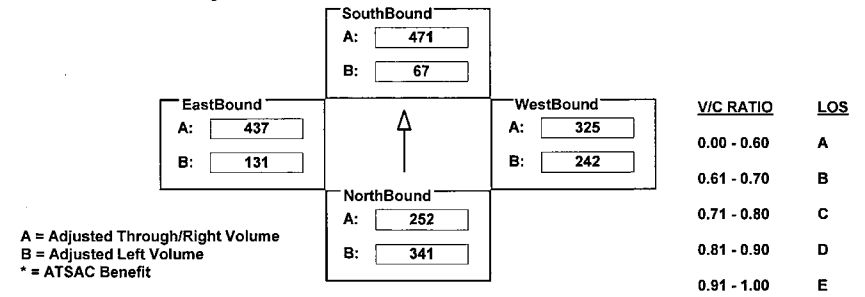 SouthBound
A: 471
B: 67
EastBound
A: 437
B: 131
WestBound
A: 325
B: 242
NorthBound
A: 252
B: 341
A = Adjusted Through/Right Volume
B = Adjusted Left Volume
* = ATSAC Benefit
V/C RATIO LOS
0.00 - 0.60 A
0.61 - 0.70 B
0.71 - 0.80 C
0.81 - 0.90 D
0.91 - 1.00 E